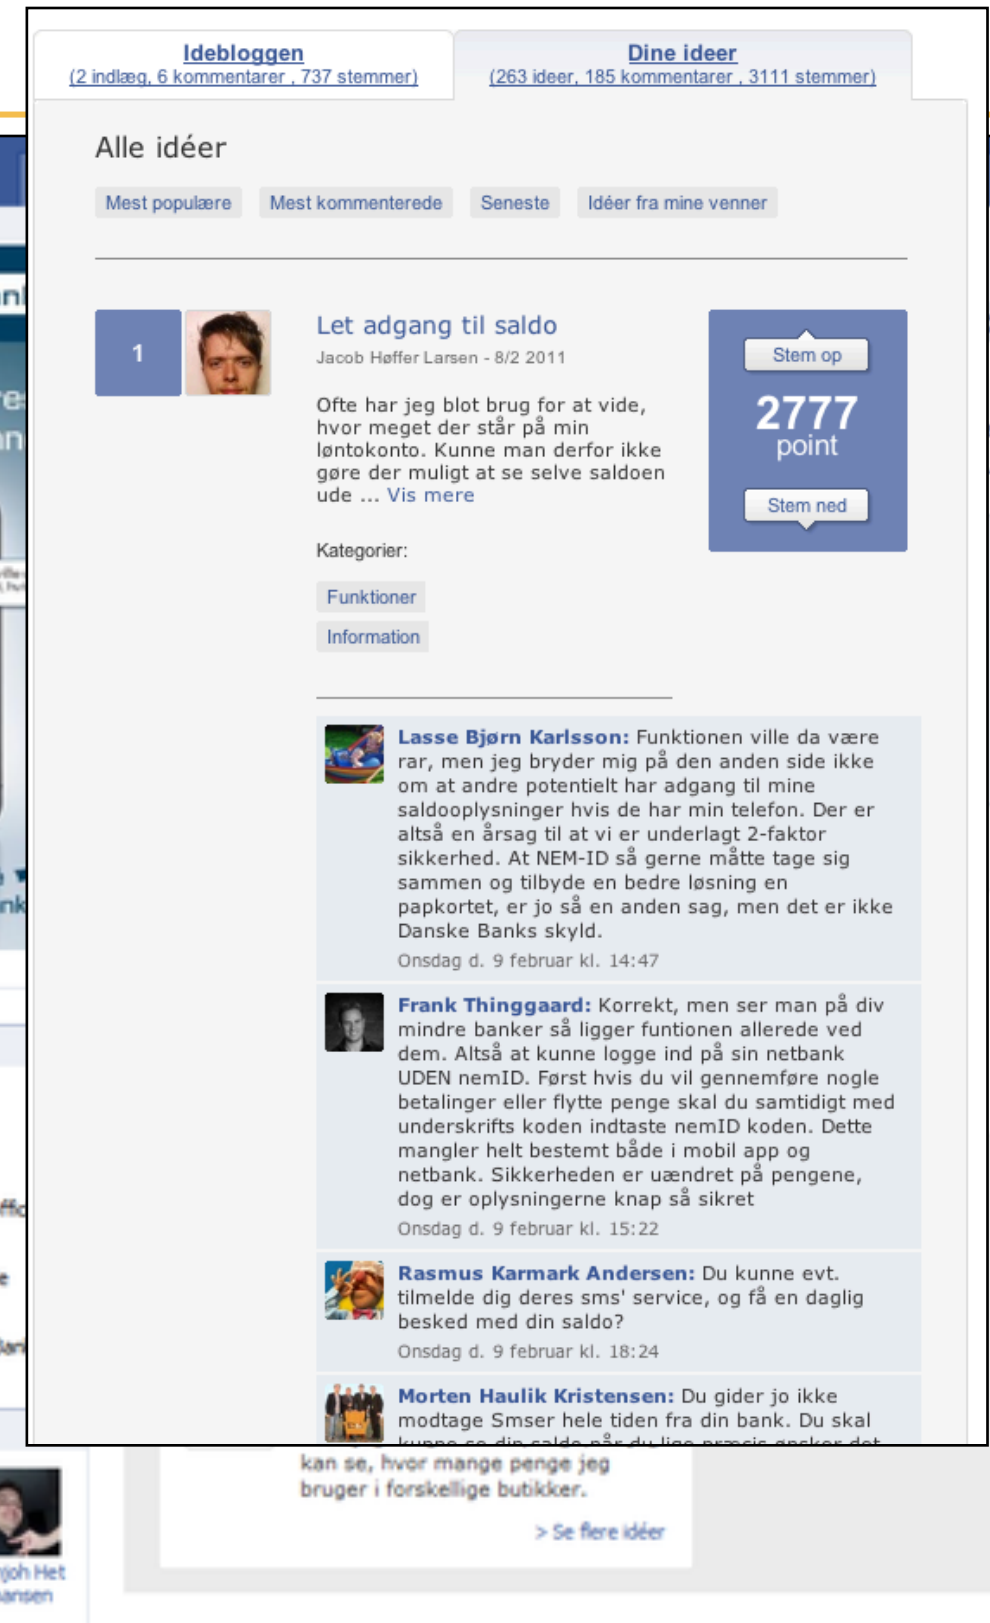 Idebloggen
(2 indlæg, 6 kommentarer , 737 stemmer)
Dine ideer
(263 ideer, 185 kommentarer , 3111 stemmer)
Alle idéer
Mest populære
Mest kommenterede
Seneste
Idéer fra mine venner
1
Let adgang til saldo
Jacob Høffer Larsen - 8/2 2011
Ofte har jeg blot brug for at vide,
hvor meget der står på min
løntokonto. Kunne man derfor ikke
gøre der muligt at se selve saldoen
ude ... Vis mere
Stem op
2777
point
Stem ned
Kategorier:
Funktioner
Information
Lasse Bjørn Karlsson: Funktionen ville da være
rar, men jeg bryder mig på den anden side ikke
om at andre potentielt har adgang til mine
saldooplysninger hvis de har min telefon. Der er
altså en årsag til at vi er underlagt 2-faktor
sikkerhed. At NEM-ID så gerne måtte tage sig
sammen og tilbyde en bedre løsning en
papkortet, er jo så en anden sag, men det er ikke
Danske Banks skyld.
Onsdag d. 9 februar kl. 14:47
Frank Thinggaard: Korrekt, men ser man på div
mindre banker så ligger funtionen allerede ved
dem. Altså at kunne logge ind på sin netbank
UDEN nemID. Først hvis du vil gennemføre nogle
betalinger eller flytte penge skal du samtidigt med
underskrifts koden indtaste nemID koden. Dette
mangler helt bestemt både i mobil app og
netbank. Sikkerheden er uændret på pengene,
dog er oplysningerne knap så sikret
Onsdag d. 9 februar kl. 15:22
Rasmus Karmark Andersen: Du kunne evt.
tilmelde dig deres sms' service, og få en daglig
besked med din saldo?
Onsdag d. 9 februar kl. 18:24
Morten Haulik Kristensen: Du gider jo ikke
modtage Smser hele tiden fra din bank. Du skal
kunne se din saldo når du lige præcis ønsker det
kan se, hvor mange penge jeg
bruger i forskellige butikker.
> Se flere idéer